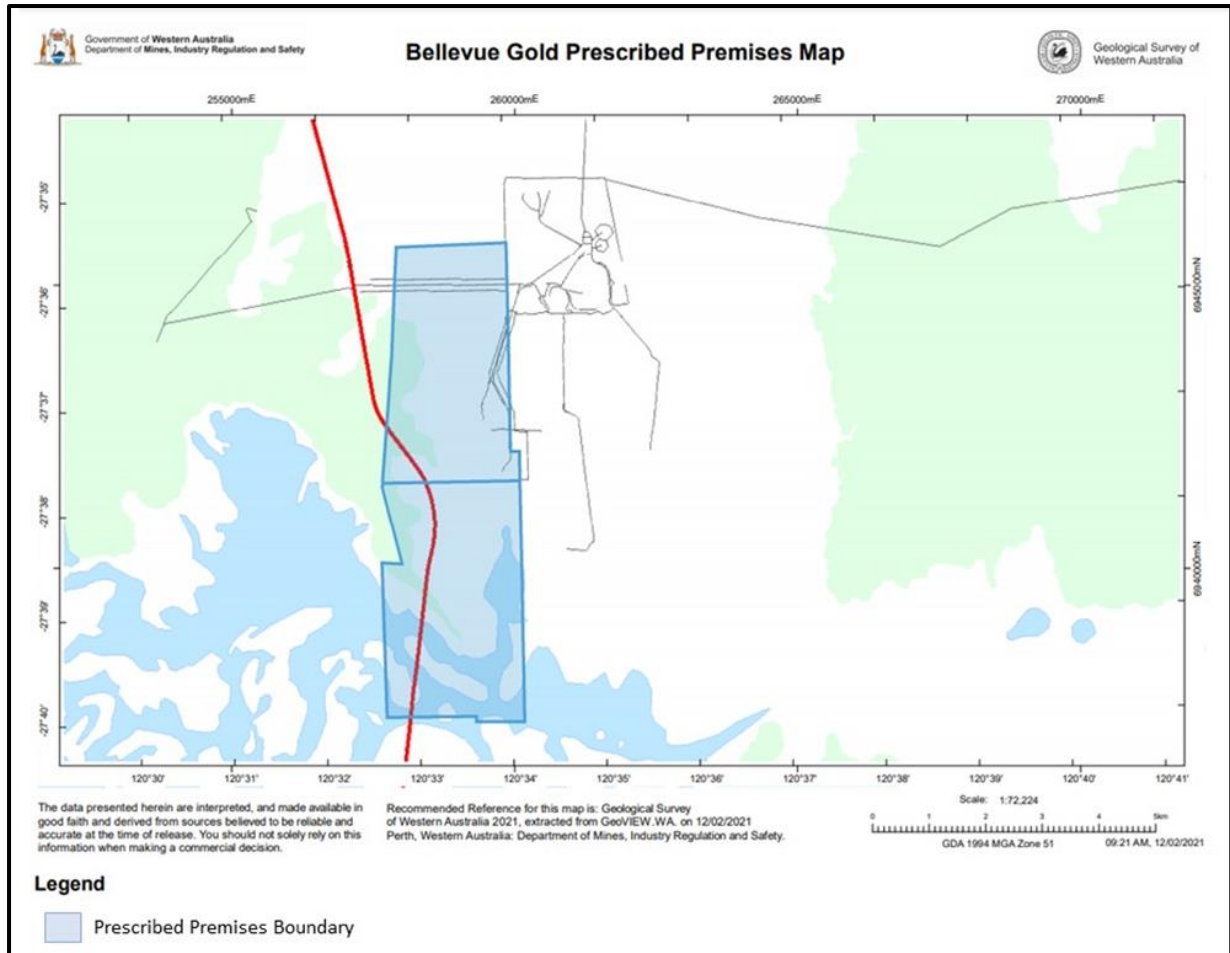 Government of Western Australia
Department of Mines, Industry Regulation and Safety
Bellevue Gold Prescribed Premises Map
Geological Survey of
Western Australia
255000mE
260000mE
265000mE
270000mE
-27°35'
-27°36'
-27°37'
-27°38'
-27°39'
-27°40'
6945000mN
6940000mN
120°30'
120°31'
120°32'
120°33'
120°34'
120°35'
120°36'
120°37'
120°38'
120°39'
120°40'
120°41'
The data presented herein are interpreted, and made available in
good faith and derived from sources believed to be reliable and
accurate at the time of release. You should not solely rely on this
information when making a commercial decision.
Recommended Reference for this map is: Geological Survey
of Western Australia 2021, extracted from GeoVIEW.WA. on 12/02/2021
Perth, Western Australia: Department of Mines, Industry Regulation and Safety.
Scale: 1:72,224
0 1 2 3 4 5km
GDA 1994 MGA Zone 51
09:21 AM, 12/02/2021
Legend
Prescribed Premises Boundary